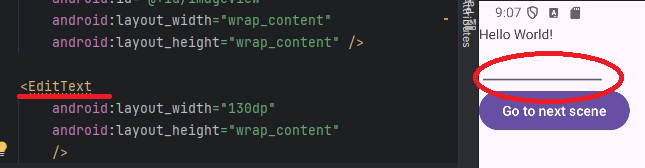 android:layout_width="wrap_content"
android:layout_height="wrap_content" />
<EditText
android:layout_width="130dp"
android:layout_height="wrap_content"
/>
Attributes
9:07
Hello World!
Go to next scene